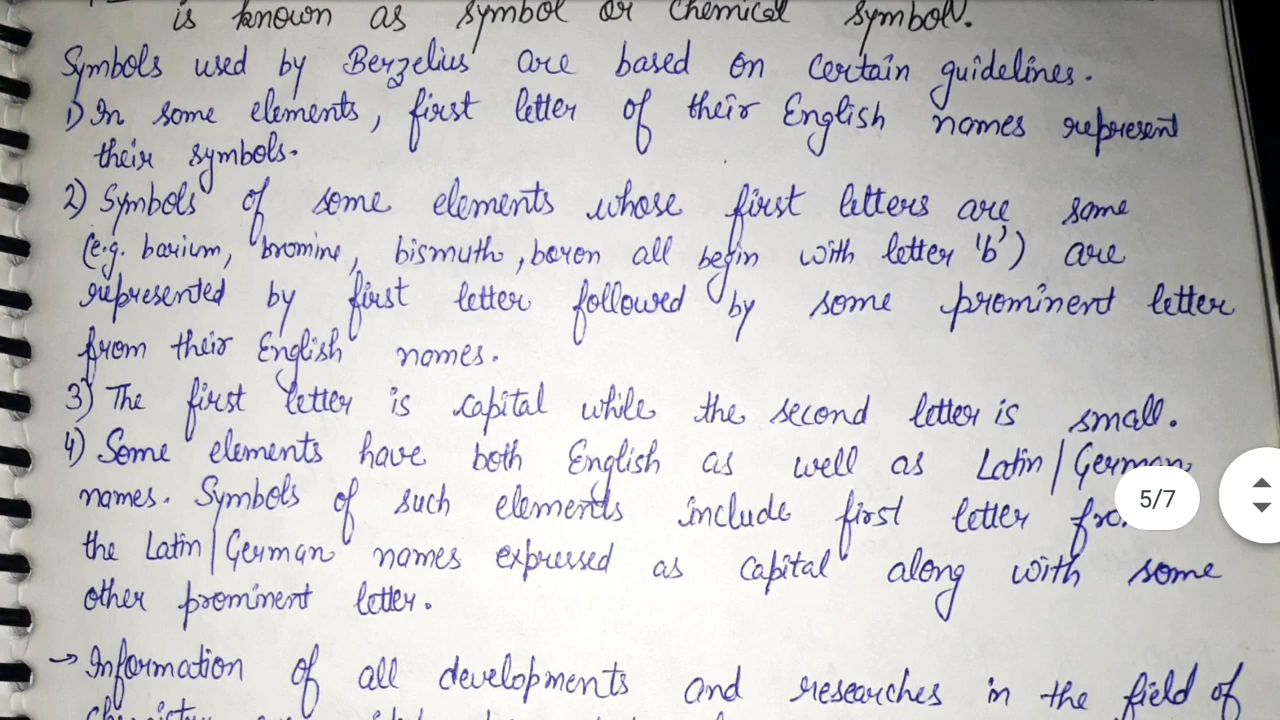 is known as symbol or chemical symbol.
Symbols used by Berzelius are based on certain guidelines.
1) In some elements, first letter of their English names represent
their symbols.
2) Symbols of some elements whose first letters are same
(e.g. barium, bromine, bismuth, boron all begin with letter 'b') are
represented by first letter followed by some prominent letter
from their English names.
3) The first letter is capital while the second letter is small.
4) Some elements have both English as well as Latin/German
names. Symbols of such elements include first letter
5/7
the Latin/German names expressed as capital along with some
other prominent letter.
→ Information of all developments and researches in the field of